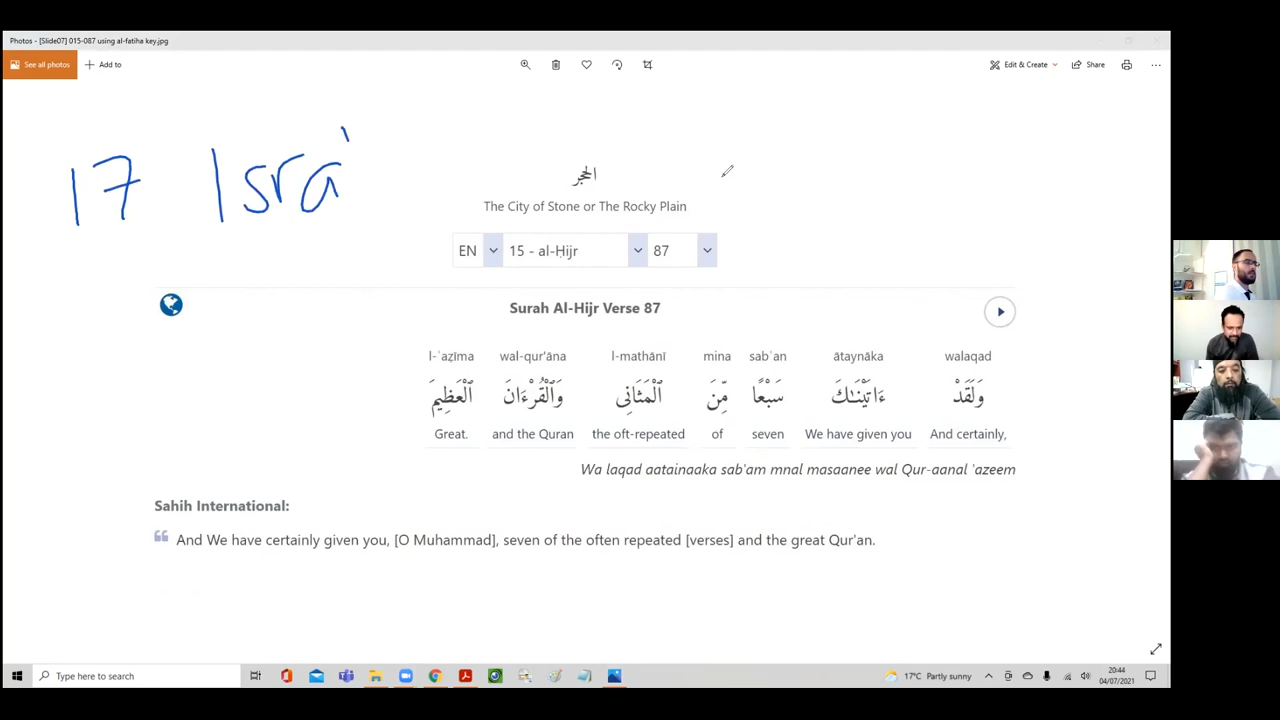 Photos - [Slide07] 015-087 using al-fatiha key.jpg
See all photos
Add to
Edit & Create
Share
17 Isra'
الحجر
The City of Stone or The Rocky Plain
EN
15 - al-Ḥijr
87
Surah Al-Hijr Verse 87
l-ʿaẓīma wal-qur'āna l-mathānī mina sabʿan ātaynāka walaqad
وَلَقَدْ ءَاتَيْنَـٰكَ سَبْعًا مِّنَ ٱلْمَثَانِى وَٱلْقُرْءَانَ ٱلْعَظِيمَ
Great. and the Quran the oft-repeated of seven We have given you And certainly,
Wa laqad aatainaaka sab'am mnal masaanee wal Qur-aanal 'azeem
Sahih International:
And We have certainly given you, [O Muhammad], seven of the often repeated [verses] and the great Qur'an.
Type here to search
17°C Partly sunny
20:44
04/07/2021